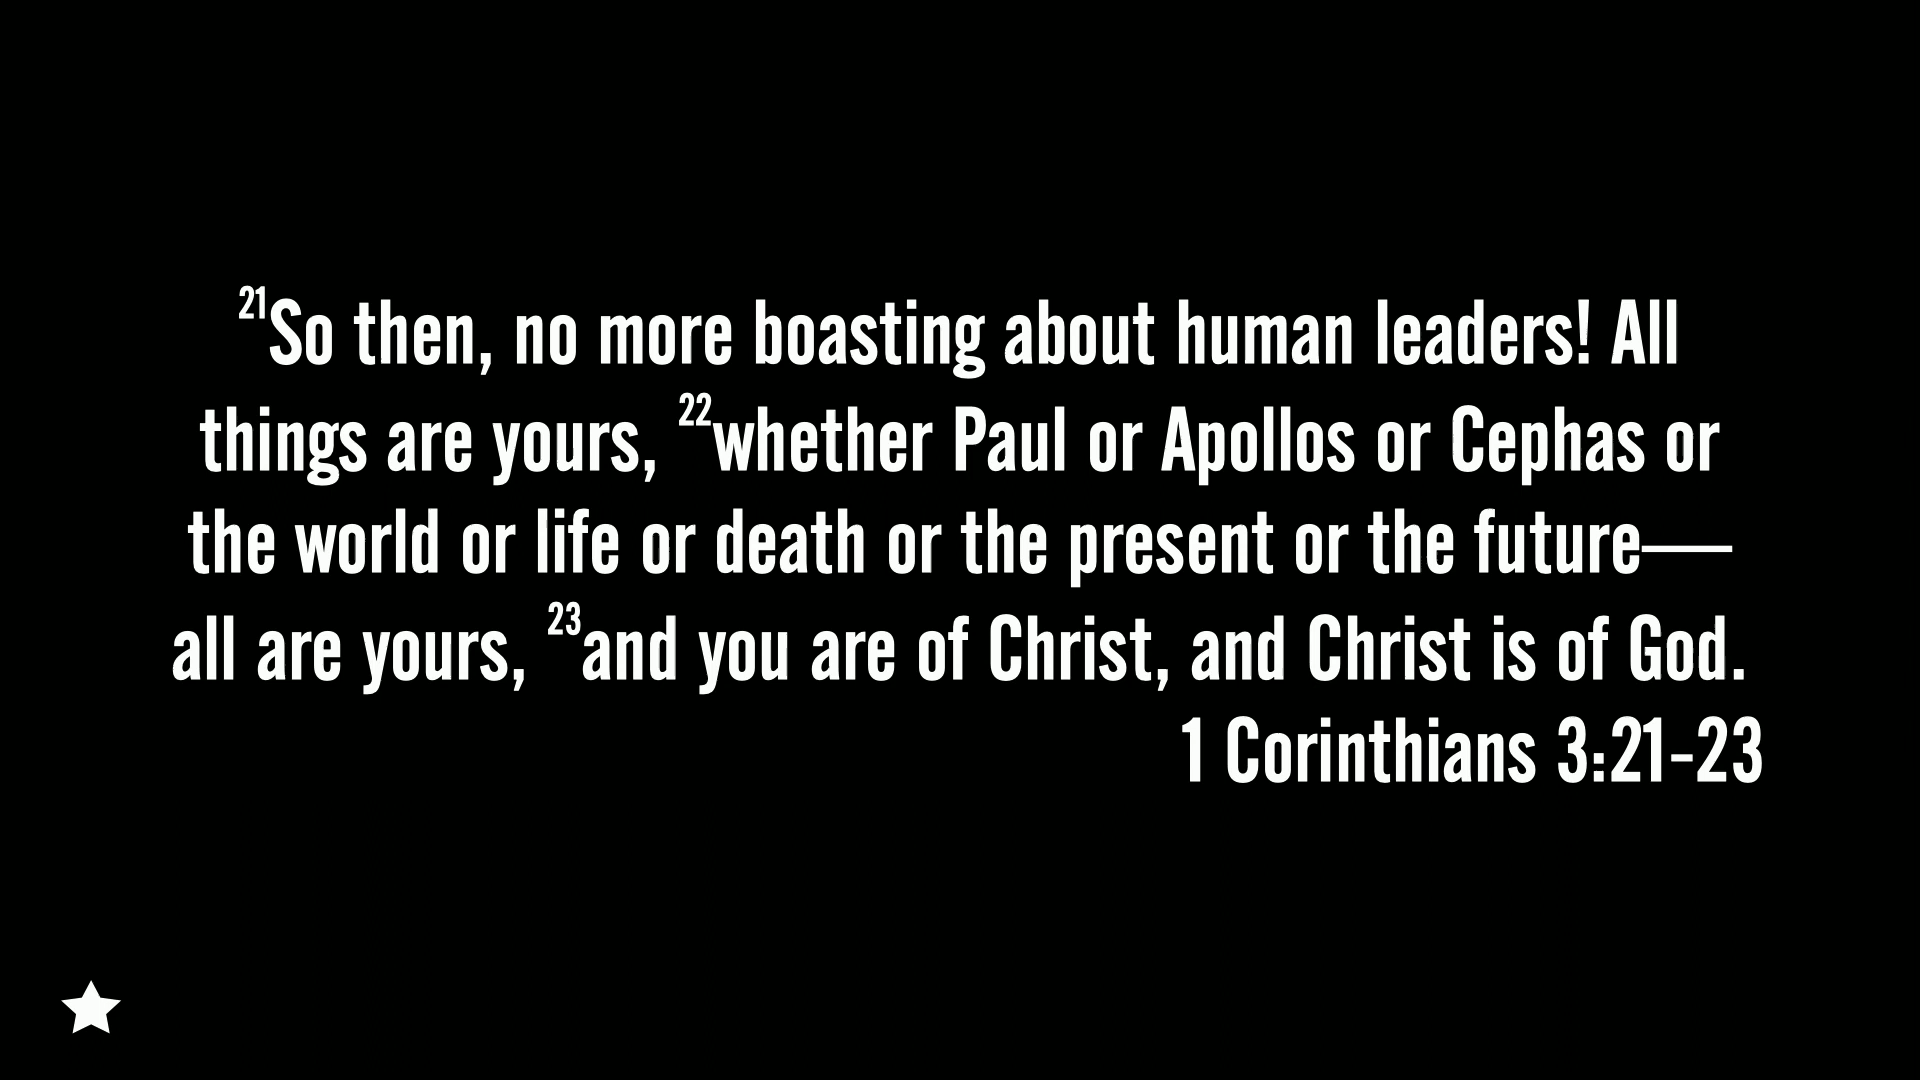 21So then, no more boasting about human leaders! All
things are yours, 22whether Paul or Apollos or Cephas or
the world or life or death or the present or the future—
all are yours, 23and you are of Christ, and Christ is of God.
1 Corinthians 3:21-23